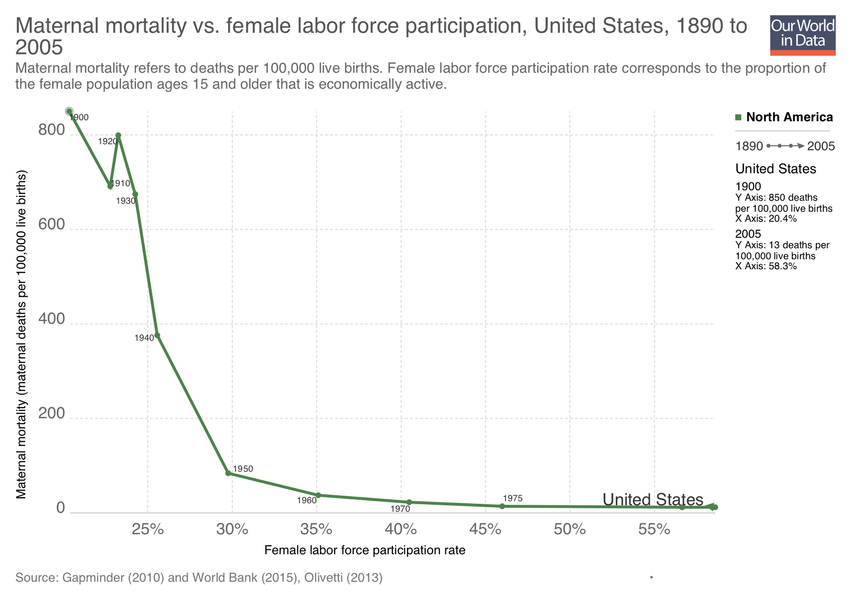 Maternal mortality vs. female labor force participation, United States, 1890 to
2005
Our World
in Data
Maternal mortality refers to deaths per 100,000 live births. Female labor force participation rate corresponds to the proportion of
the female population ages 15 and older that is economically active.
Maternal mortality (maternal deaths per 100,000 live births)
800
600
400
200
0
1900
1920
1910
1930
1940
1950
1960
1970
1975
United States
25%
30%
35%
40%
45%
50%
55%
Female labor force participation rate
North America
1890 2005
United States
1900
Y Axis: 850 deaths
per 100,000 live births
X Axis: 20.4%
2005
Y Axis: 13 deaths per
100,000 live births
X Axis: 58.3%
Source: Gapminder (2010) and World Bank (2015), Olivetti (2013)